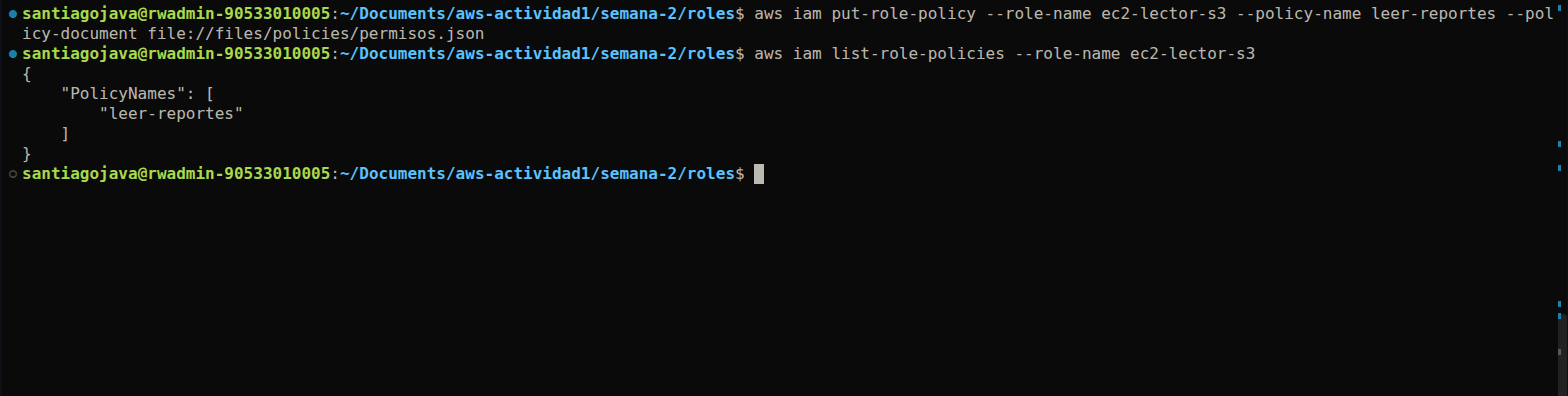 santiagojava@rwadmin-90533010005:~/Documents/aws-actividad1/semana-2/roles$ aws iam put-role-policy --role-name ec2-lector-s3 --policy-name leer-reportes --pol
icy-document file://files/policies/permisos.json
santiagojava@rwadmin-90533010005:~/Documents/aws-actividad1/semana-2/roles$ aws iam list-role-policies --role-name ec2-lector-s3
{
    "PolicyNames": [
        "leer-reportes"
    ]
}
santiagojava@rwadmin-90533010005:~/Documents/aws-actividad1/semana-2/roles$